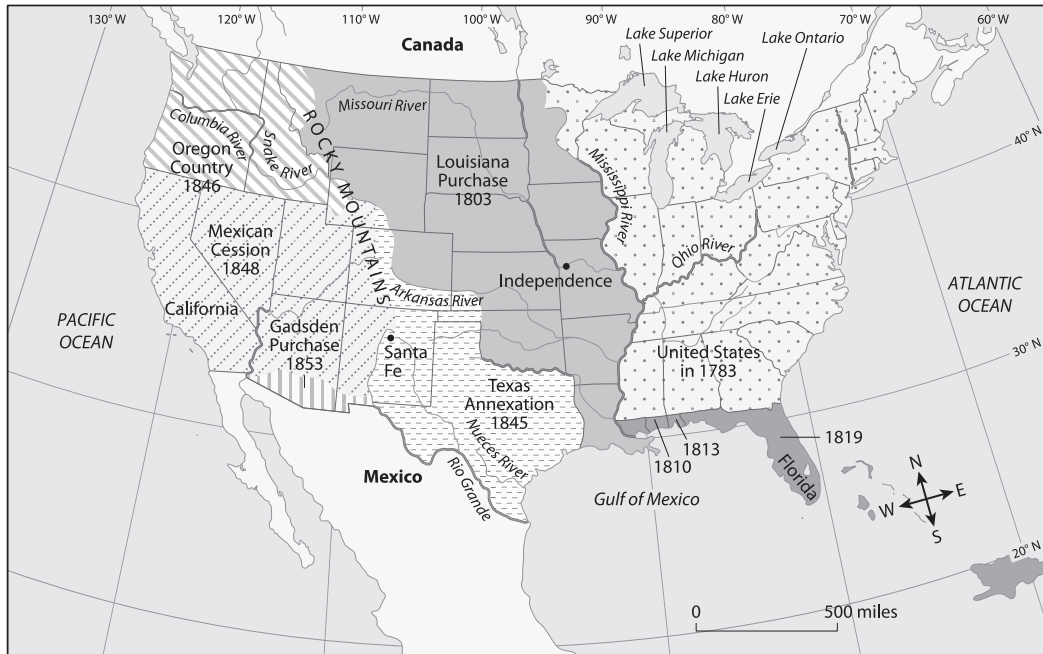 130° W
120° W
110° W
100° W
90° W
80° W
70° W
60° W
Canada
Lake Superior
Lake Michigan
Lake Ontario
Lake Huron
Lake Erie
40° N
Missouri River
Columbia River
Snake River
Oregon
Country
1846
ROCKY MOUNTAINS
Louisiana
Purchase
1803
Mississippi River
Ohio River
Mexican
Cession
1848
Independence
Arkansas River
ATLANTIC
OCEAN
California
PACIFIC
OCEAN
Gadsden
Purchase
1853
Santa
Fe
United States
in 1783
30° N
Texas
Annexation
1845
Nueces River
Rio Grande
Mexico
1810
1813
1819
Florida
Gulf of Mexico
N
E
W
S
20° N
0
500 miles